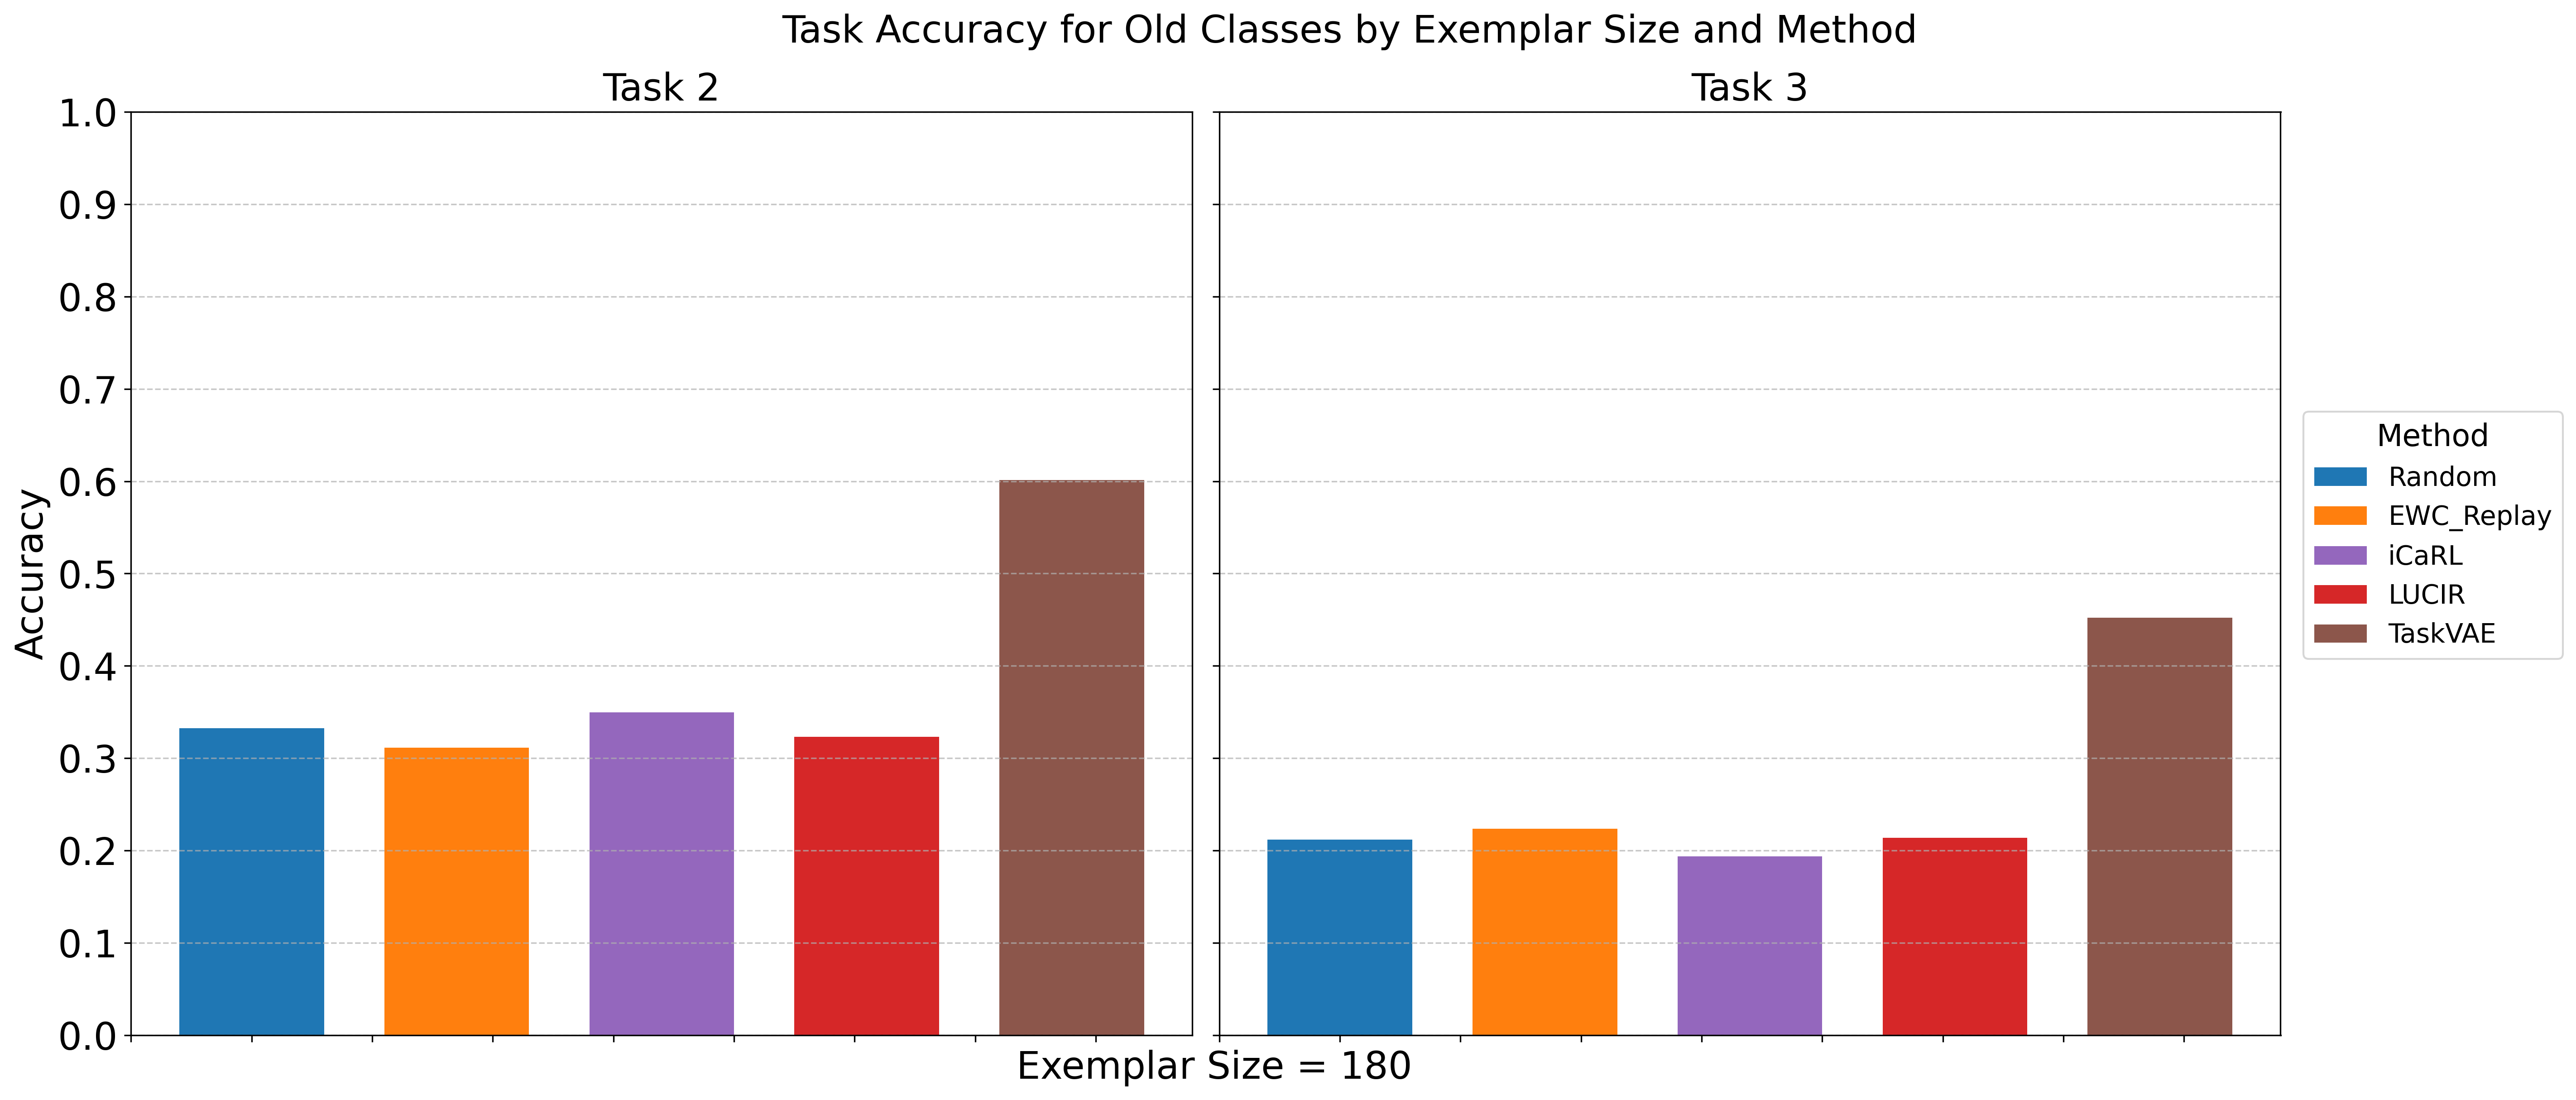 Task Accuracy for Old Classes by Exemplar Size and Method
Task 2
Task 3
1.0
0.9
0.8
0.7
0.6
0.5
0.4
0.3
0.2
0.1
0.0
Accuracy
Exemplar Size = 180
Method
Random
EWC_Replay
iCaRL
LUCIR
TaskVAE